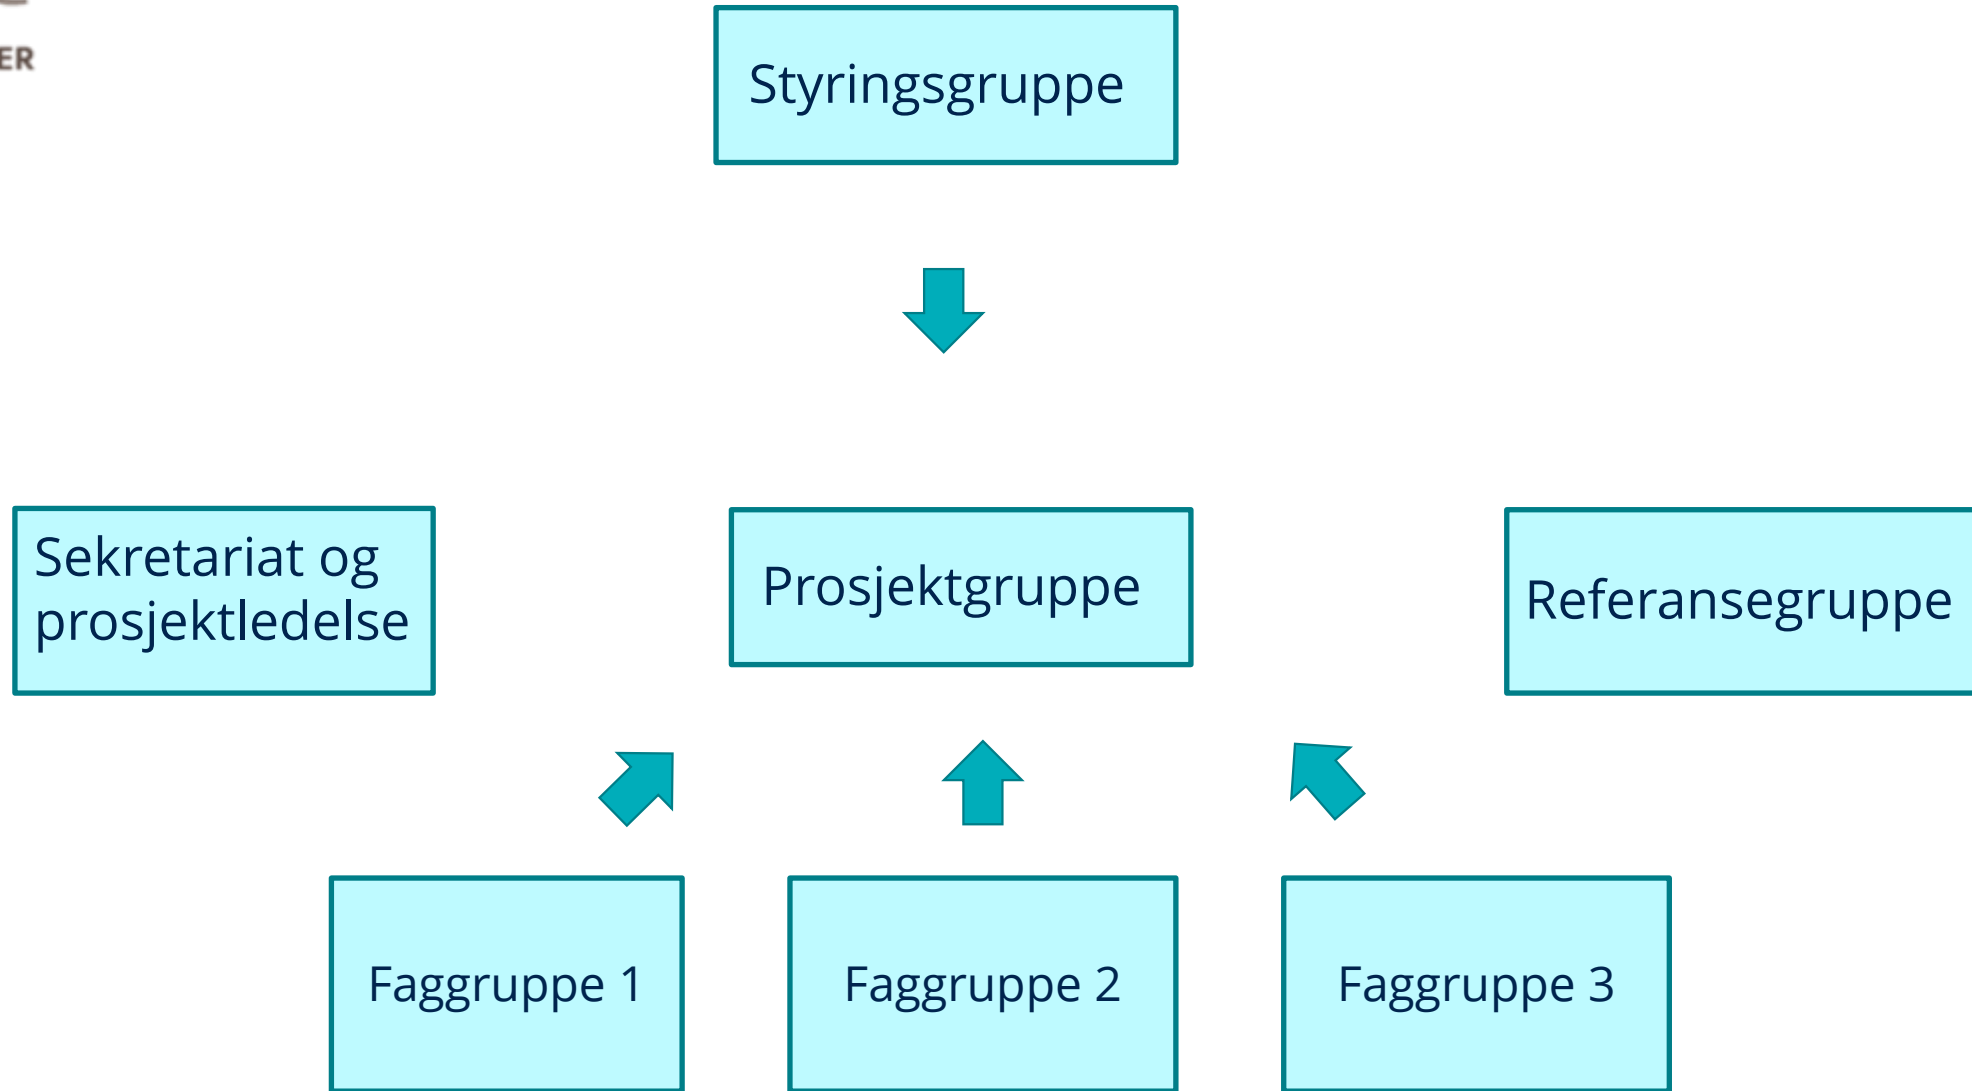 ER
Styringsgruppe
Sekretariat og
prosjektledelse
Prosjektgruppe
Referansegruppe
Faggruppe 1
Faggruppe 2
Faggruppe 3